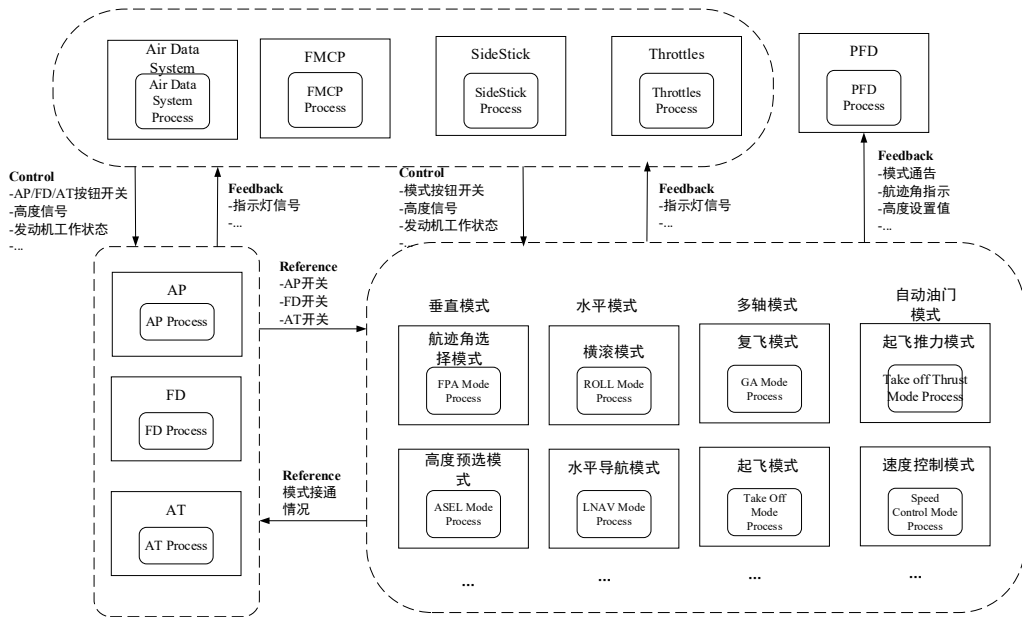 Air Data
System
Air Data
System
Process
FMCP
FMCP
Process
SideStick
SideStick
Process
Throttles
Throttles
Process
PFD
PFD
Process
Control
-AP/FD/AT按钮开关
-高度信号
-发动机工作状态
-...
Feedback
-指示灯信号
-...
Control
-模式按钮开关
-高度信号
-发动机工作状态
-...
Feedback
-指示灯信号
-...
Feedback
-模式通告
-航迹角指示
-高度设置值
-...
AP
AP Process
FD
FD Process
AT
AT Process
Reference
-AP开关
-FD开关
-AT开关
Reference
模式接通
情况
垂直模式
航迹角选
择模式
FPA Mode
Process
高度预选模
式
ASEL Mode
Process
...
水平模式
横滚模式
ROLL Mode
Process
水平导航模式
LNAV Mode
Process
...
多轴模式
复飞模式
GA Mode
Process
起飞模式
Take Off
Mode
Process
...
自动油门
模式
起飞推力模式
Take off Thrust
Mode Process
速度控制模式
Speed
Control Mode
Process
...